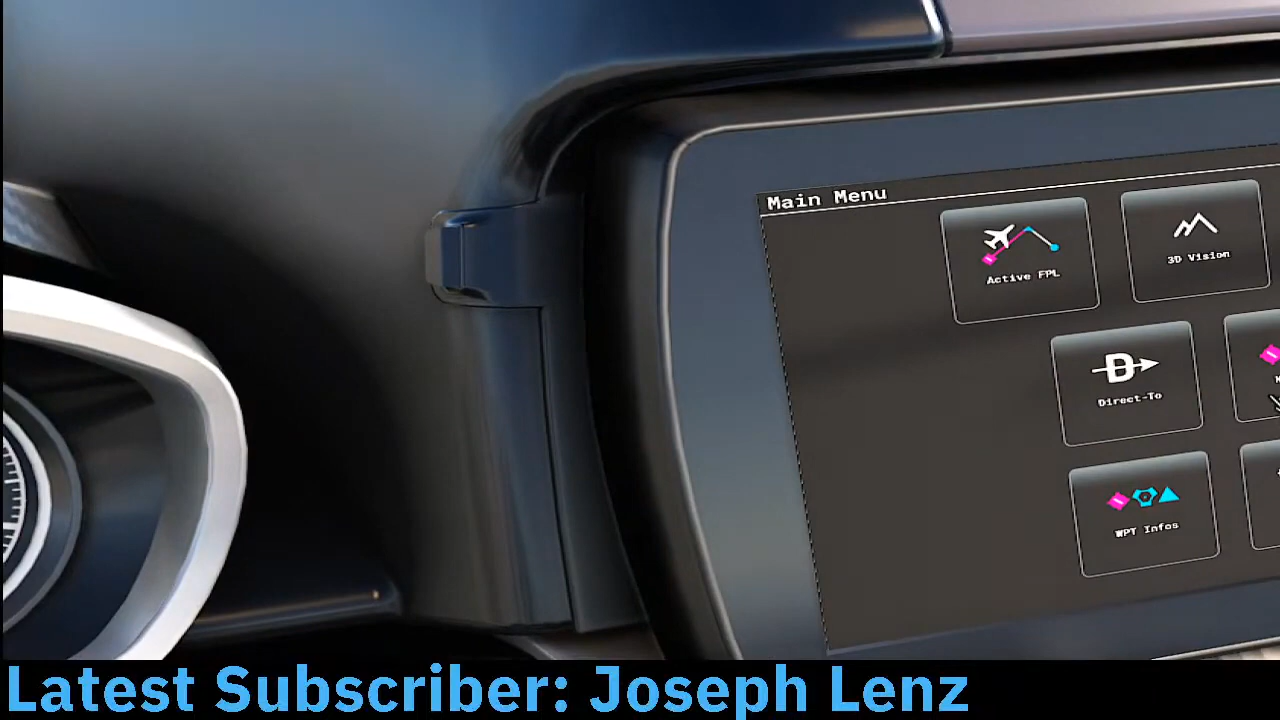 Main Menu
Active FPL
3D Vision
Direct-To
WPT Infos
Latest Subscriber: Joseph Lenz